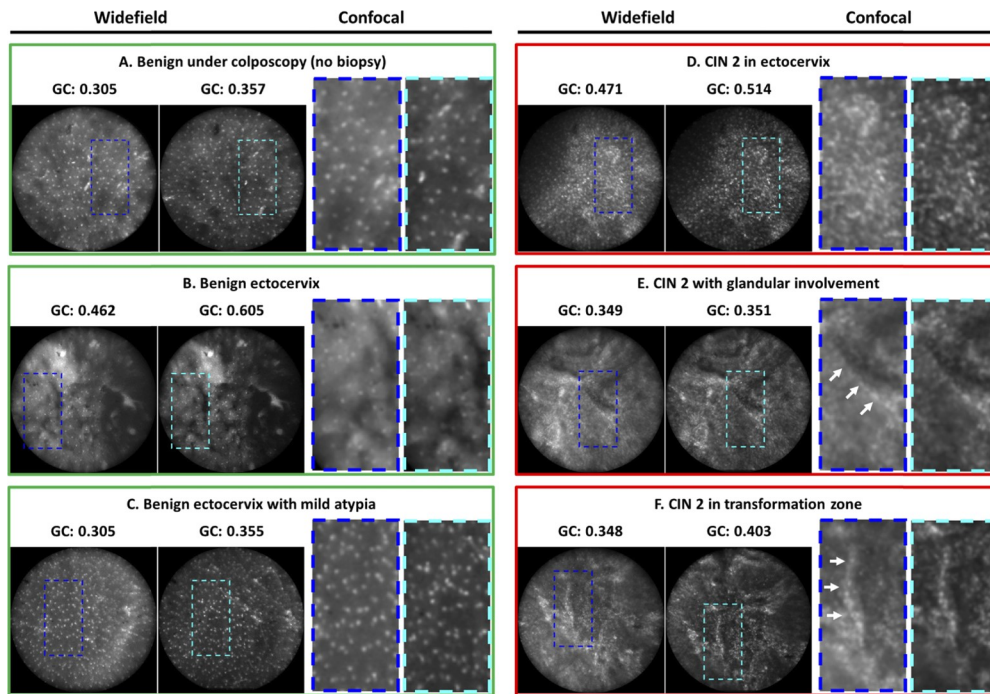 Widefield
Confocal
A. Benign under colposcopy (no biopsy)
GC: 0.305
GC: 0.357
B. Benign ectocervix
GC: 0.462
GC: 0.605
C. Benign ectocervix with mild atypia
GC: 0.305
GC: 0.355
Widefield
Confocal
D. CIN 2 in ectocervix
GC: 0.471
GC: 0.514
E. CIN 2 with glandular involvement
GC: 0.349
GC: 0.351
F. CIN 2 in transformation zone
GC: 0.348
GC: 0.403